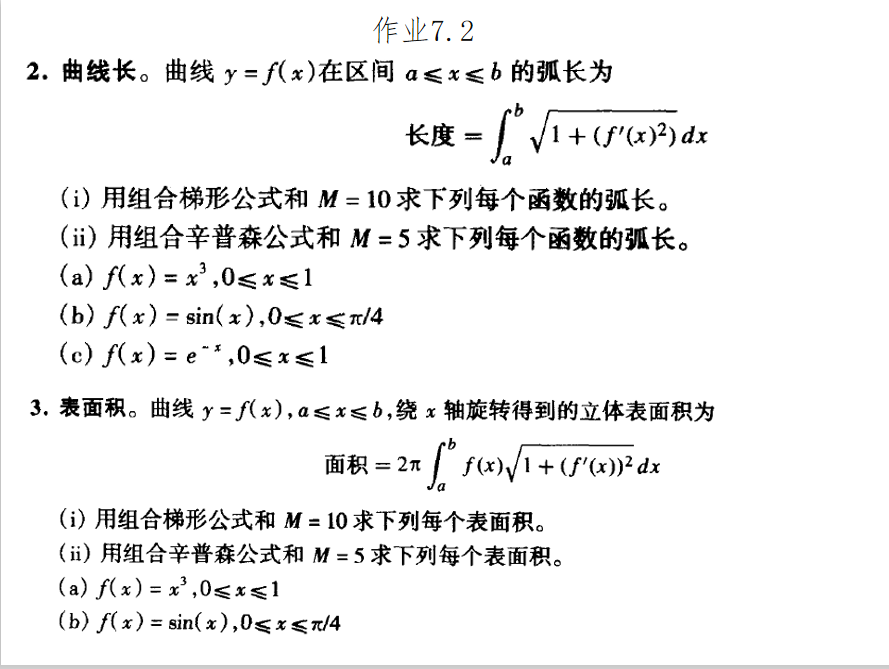 作业7.2
2. 曲线长。曲线 y = f(x)在区间 a⩽x⩽b 的弧长为
长度 = ∫_a^b √(1 + (f′(x)²)) dx
(i) 用组合梯形公式和 M = 10 求下列每个函数的弧长。
(ii) 用组合辛普森公式和 M = 5 求下列每个函数的弧长。
(a) f(x) = x³,0⩽x⩽1
(b) f(x) = sin(x),0⩽x⩽π/4
(c) f(x) = e⁻ˣ,0⩽x⩽1
3. 表面积。曲线 y = f(x),a⩽x⩽b,绕 x 轴旋转得到的立体表面积为
面积 = 2π ∫_a^b f(x)√(1 + (f′(x))²) dx
(i) 用组合梯形公式和 M = 10 求下列每个表面积。
(ii) 用组合辛普森公式和 M = 5 求下列每个表面积。
(a) f(x) = x³,0⩽x⩽1
(b) f(x) = sin(x),0⩽x⩽π/4